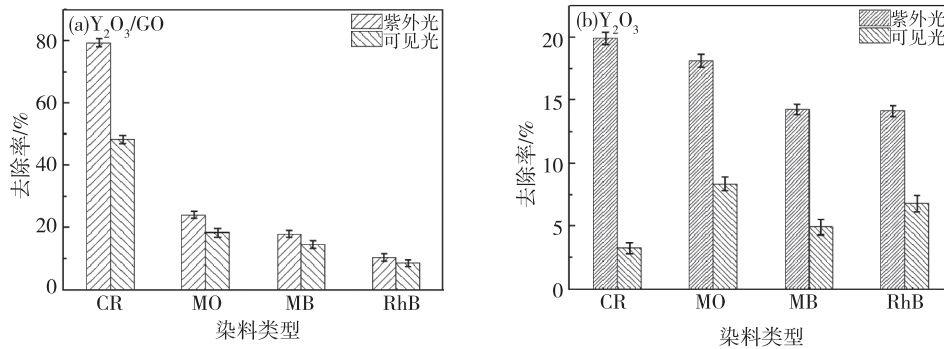 (a)Y₂O₃/GO
紫外光
可见光
80
60
40
20
0
去除率/%
CR MO MB RhB
染料类型
(b)Y₂O₃
紫外光
可见光
20
15
10
5
0
去除率/%
CR MO MB RhB
染料类型